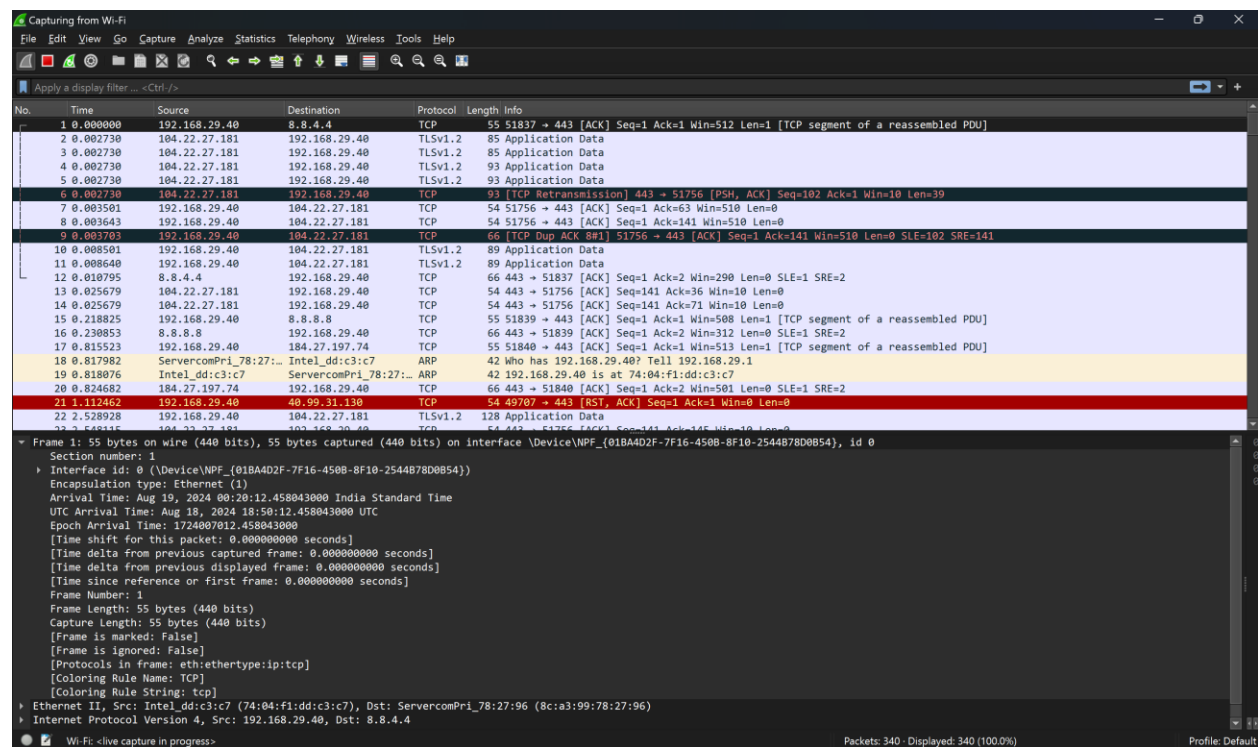 Capturing from Wi-Fi
File Edit View Go Capture Analyze Statistics Telephony Wireless Tools Help
Apply a display filter ... <Ctrl-/>
No. Time Source Destination Protocol Length Info
1 0.000000 192.168.29.40 8.8.4.4 TCP 55 51837 → 443 [ACK] Seq=1 Ack=1 Win=512 Len=1 [TCP segment of a reassembled PDU]
2 0.002730 104.22.27.181 192.168.29.40 TLSv1.2 85 Application Data
3 0.002730 104.22.27.181 192.168.29.40 TLSv1.2 85 Application Data
4 0.002730 104.22.27.181 192.168.29.40 TLSv1.2 93 Application Data
5 0.002730 104.22.27.181 192.168.29.40 TLSv1.2 93 Application Data
6 0.002730 104.22.27.181 192.168.29.40 TCP 93 [TCP Retransmission] 443 → 51756 [PSH, ACK] Seq=102 Ack=1 Win=10 Len=39
7 0.003501 192.168.29.40 104.22.27.181 TCP 54 51756 → 443 [ACK] Seq=1 Ack=63 Win=510 Len=0
8 0.003643 192.168.29.40 104.22.27.181 TCP 54 51756 → 443 [ACK] Seq=1 Ack=141 Win=510 Len=0
9 0.003703 192.168.29.40 104.22.27.181 TCP 66 [TCP Dup ACK 8#1] 51756 → 443 [ACK] Seq=1 Ack=141 Win=510 Len=0 SLE=102 SRE=141
10 0.008501 192.168.29.40 104.22.27.181 TLSv1.2 89 Application Data
11 0.008640 192.168.29.40 104.22.27.181 TLSv1.2 89 Application Data
12 0.010795 8.8.4.4 192.168.29.40 TCP 66 443 → 51837 [ACK] Seq=1 Ack=2 Win=290 Len=0 SLE=1 SRE=2
13 0.025679 104.22.27.181 192.168.29.40 TCP 54 443 → 51756 [ACK] Seq=141 Ack=36 Win=10 Len=0
14 0.025679 104.22.27.181 192.168.29.40 TCP 54 443 → 51756 [ACK] Seq=141 Ack=71 Win=10 Len=0
15 0.218825 192.168.29.40 8.8.8.8 TCP 55 51839 → 443 [ACK] Seq=1 Ack=1 Win=508 Len=1 [TCP segment of a reassembled PDU]
16 0.230853 8.8.8.8 192.168.29.40 TCP 66 443 → 51839 [ACK] Seq=1 Ack=2 Win=312 Len=0 SLE=1 SRE=2
17 0.815523 192.168.29.40 184.27.197.74 TCP 55 51840 → 443 [ACK] Seq=1 Ack=1 Win=513 Len=1 [TCP segment of a reassembled PDU]
18 0.817982 ServercomPri_78:27:… Intel_dd:c3:c7 ARP 42 Who has 192.168.29.40? Tell 192.168.29.1
19 0.818076 Intel_dd:c3:c7 ServercomPri_78:27:… ARP 42 192.168.29.40 is at 74:04:f1:dd:c3:c7
20 0.824682 184.27.197.74 192.168.29.40 TCP 66 443 → 51840 [ACK] Seq=1 Ack=2 Win=501 Len=0 SLE=1 SRE=2
21 1.112462 192.168.29.40 40.99.31.130 TCP 54 49707 → 443 [RST, ACK] Seq=1 Ack=1 Win=0 Len=0
22 2.528928 192.168.29.40 104.22.27.181 TLSv1.2 128 Application Data
23 2.548115 104.22.27.181 192.168.29.40 TCP 54 443 → 51756 [ACK] Seq=141 Ack=145 Win=10 Len=0
Frame 1: 55 bytes on wire (440 bits), 55 bytes captured (440 bits) on interface \Device\NPF_{01BA4D2F-7F16-450B-8F10-2544B78D0B54}, id 0
Section number: 1
Interface id: 0 (\Device\NPF_{01BA4D2F-7F16-450B-8F10-2544B78D0B54})
Encapsulation type: Ethernet (1)
Arrival Time: Aug 19, 2024 00:20:12.458043000 India Standard Time
UTC Arrival Time: Aug 18, 2024 18:50:12.458043000 UTC
Epoch Arrival Time: 1724007012.458043000
[Time shift for this packet: 0.000000000 seconds]
[Time delta from previous captured frame: 0.000000000 seconds]
[Time delta from previous displayed frame: 0.000000000 seconds]
[Time since reference or first frame: 0.000000000 seconds]
Frame Number: 1
Frame Length: 55 bytes (440 bits)
Capture Length: 55 bytes (440 bits)
[Frame is marked: False]
[Frame is ignored: False]
[Protocols in frame: eth:ethertype:ip:tcp]
[Coloring Rule Name: TCP]
[Coloring Rule String: tcp]
Ethernet II, Src: Intel_dd:c3:c7 (74:04:f1:dd:c3:c7), Dst: ServercomPri_78:27:96 (8c:a3:99:78:27:96)
Internet Protocol Version 4, Src: 192.168.29.40, Dst: 8.8.4.4
Wi-Fi: <live capture in progress> Packets: 340 · Displayed: 340 (100.0%) Profile: Default